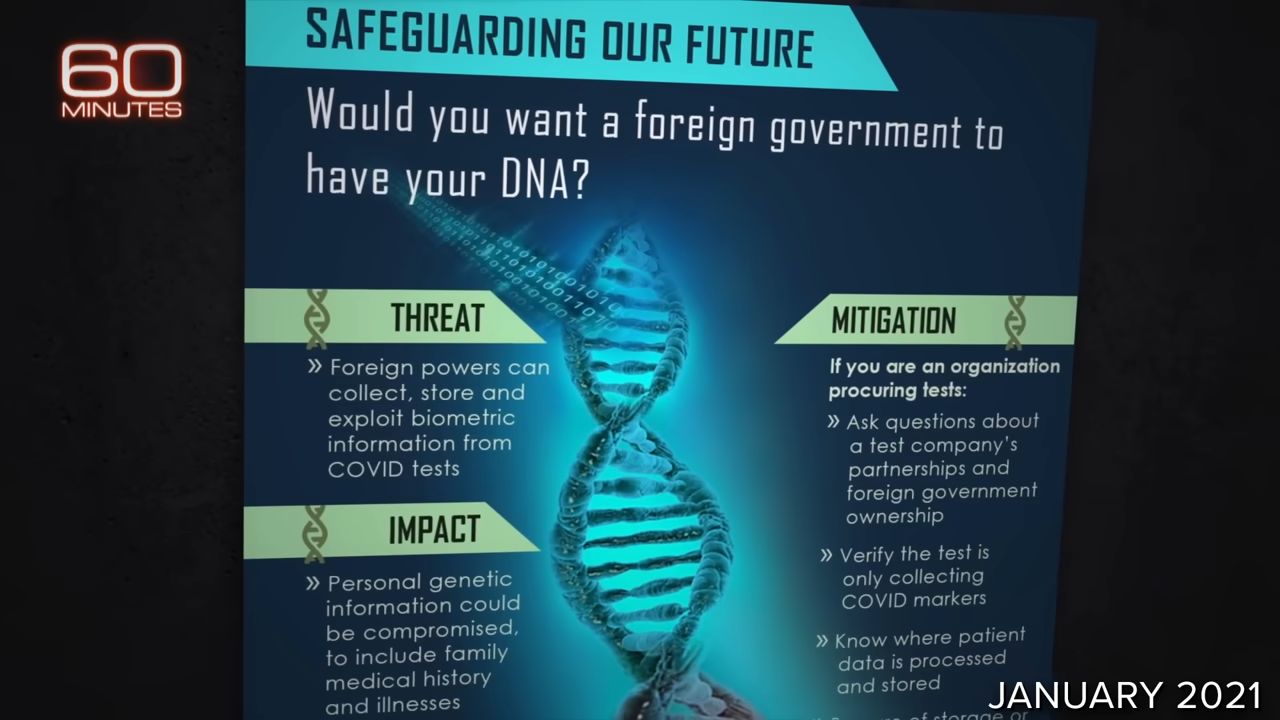 60
MINUTES
SAFEGUARDING OUR FUTURE
Would you want a foreign government to
have your DNA?
THREAT
» Foreign powers can
collect, store and
exploit biometric
information from
COVID tests
IMPACT
» Personal genetic
information could
be compromised,
to include family
medical history
and illnesses
MITIGATION
If you are an organization
procuring tests:
» Ask questions about
a test company's
partnerships and
foreign government
ownership
» Verify the test is
only collecting
COVID markers
» Know where patient
data is processed
and stored
of storage or
JANUARY 2021